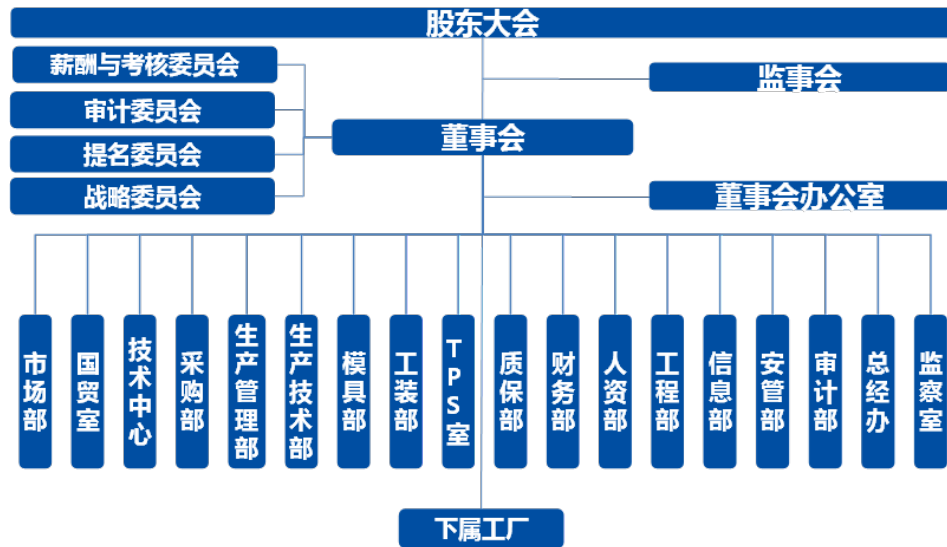 股东大会
薪酬与考核委员会
监事会
审计委员会
董事会
提名委员会
战略委员会
董事会办公室
市场部
国贸室
技术中心
采购部
生产管理部
生产技术部
模具部
工装部
TPS室
质保部
财务部
人资部
工程部
信息部
安管部
审计部
总经办
监察室
下属工厂